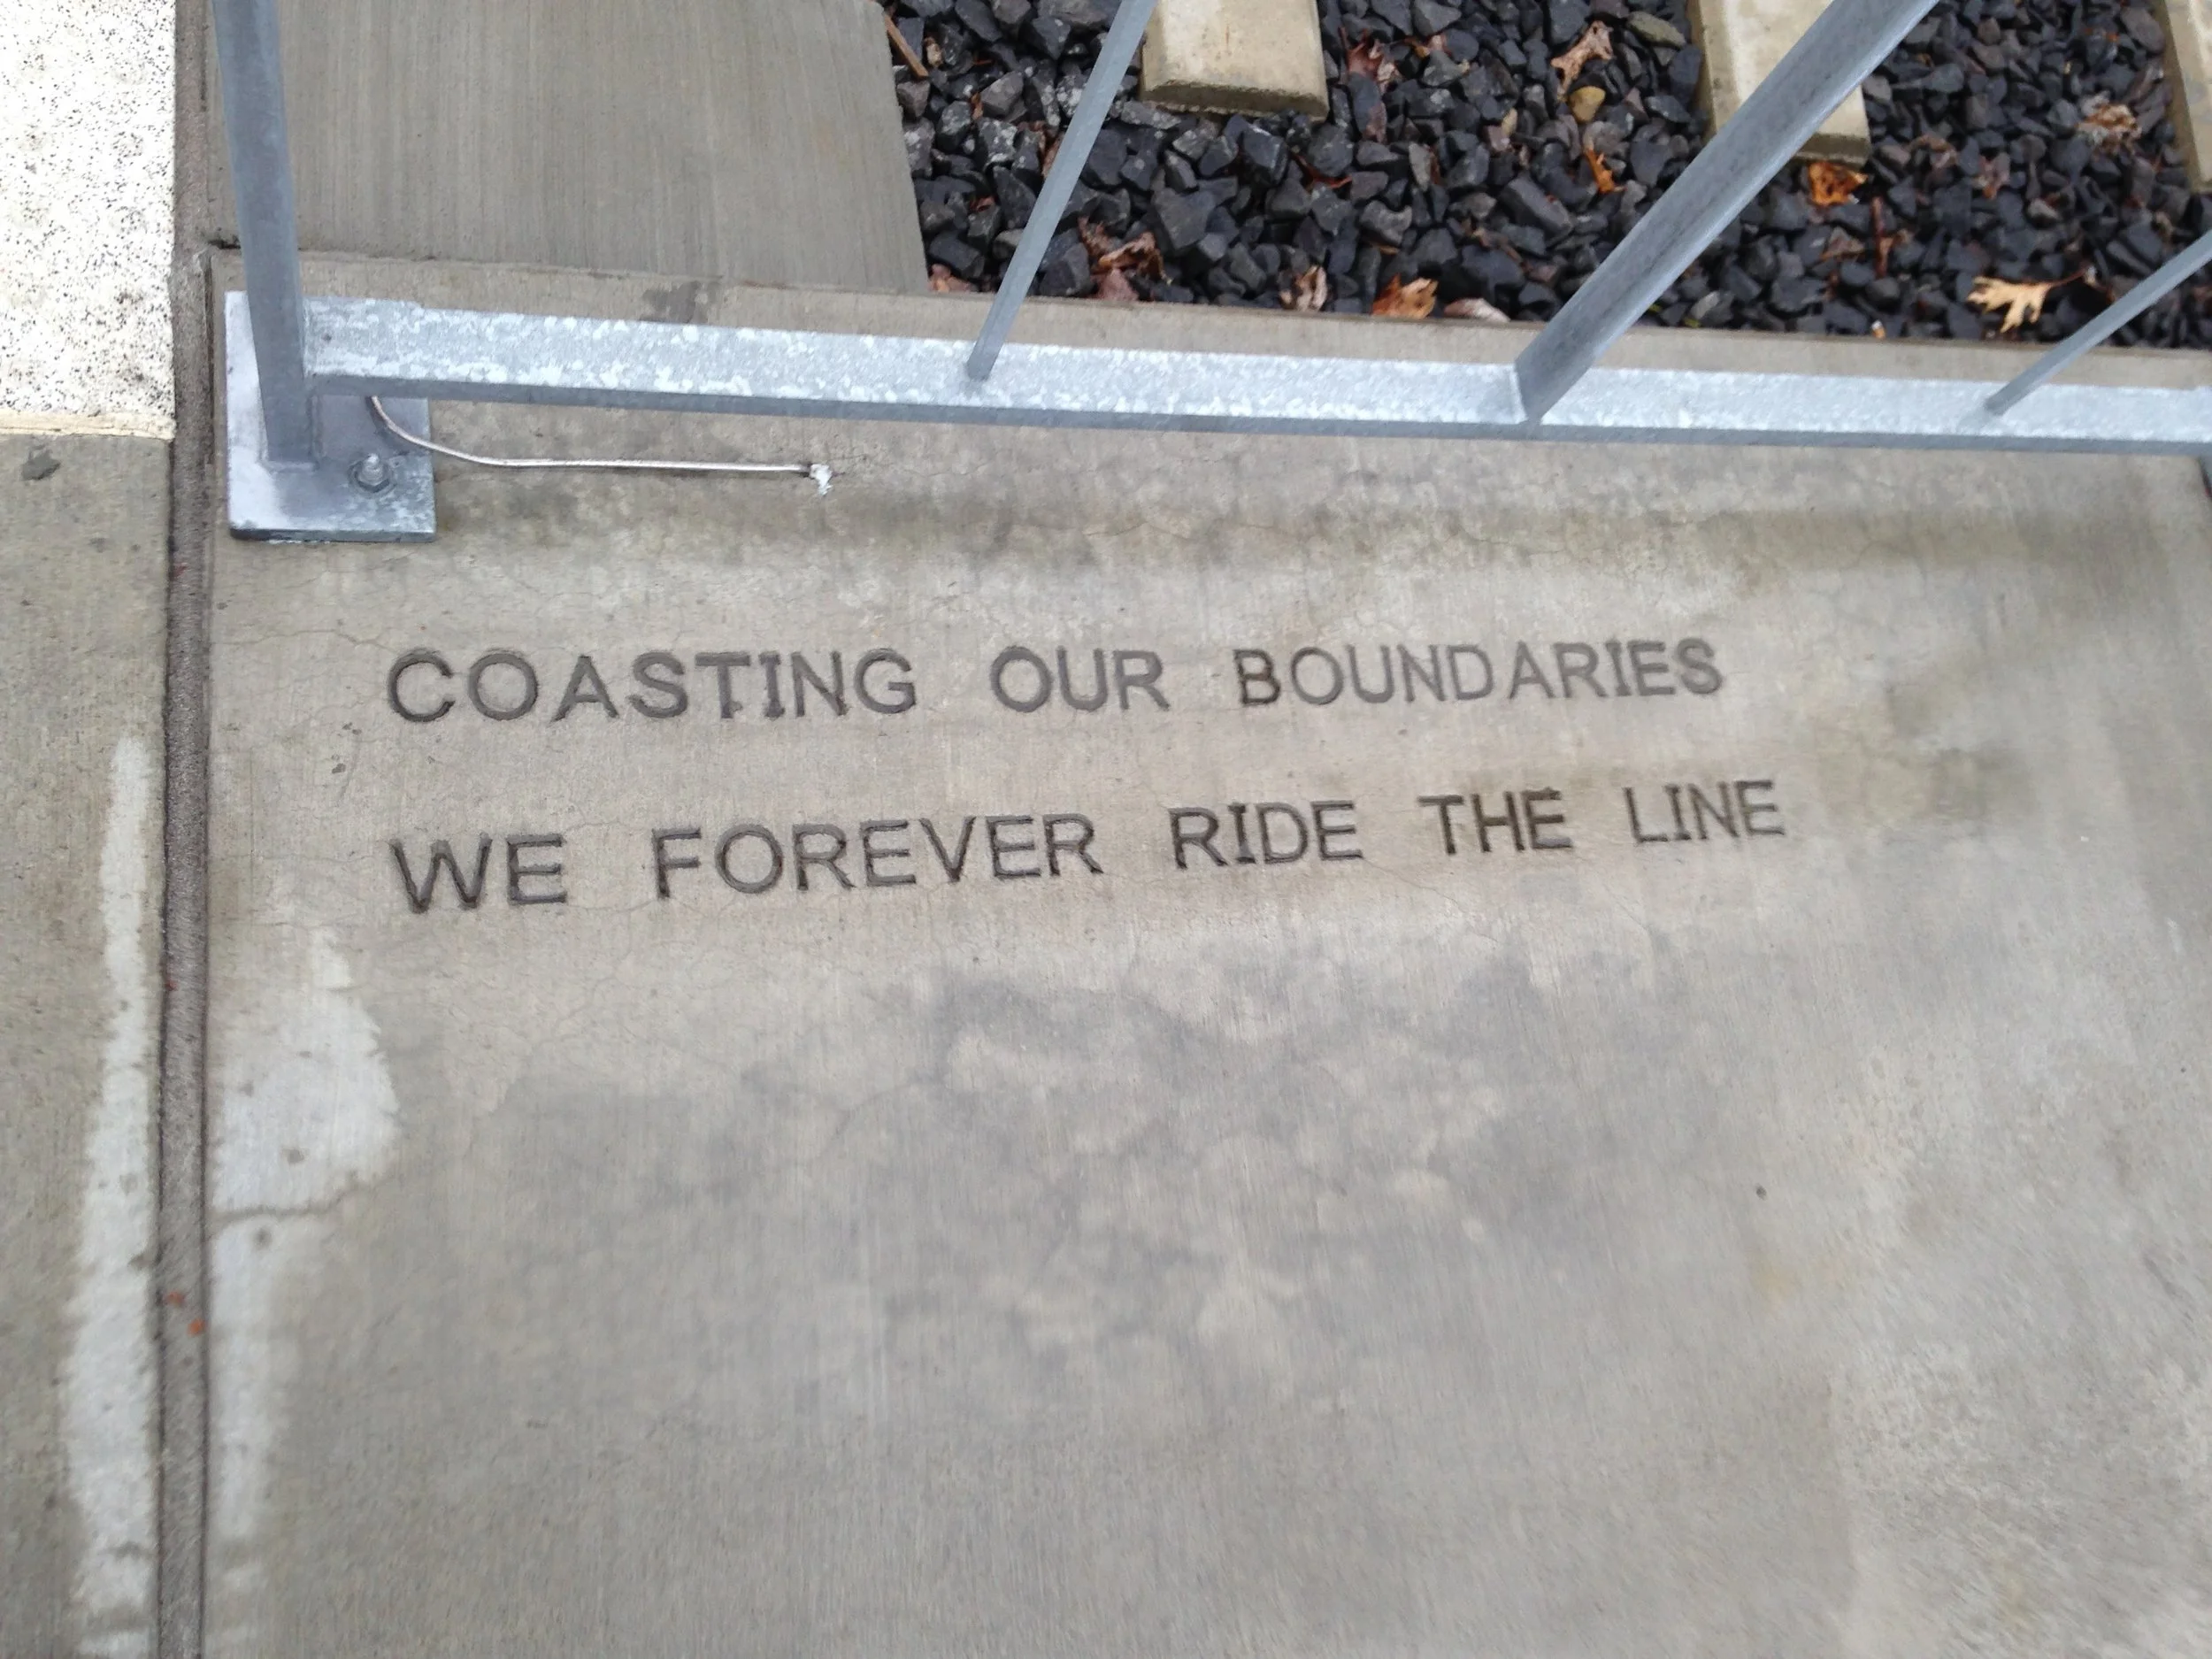 COASTING OUR BOUNDARIES
WE FOREVER RIDE THE LINE